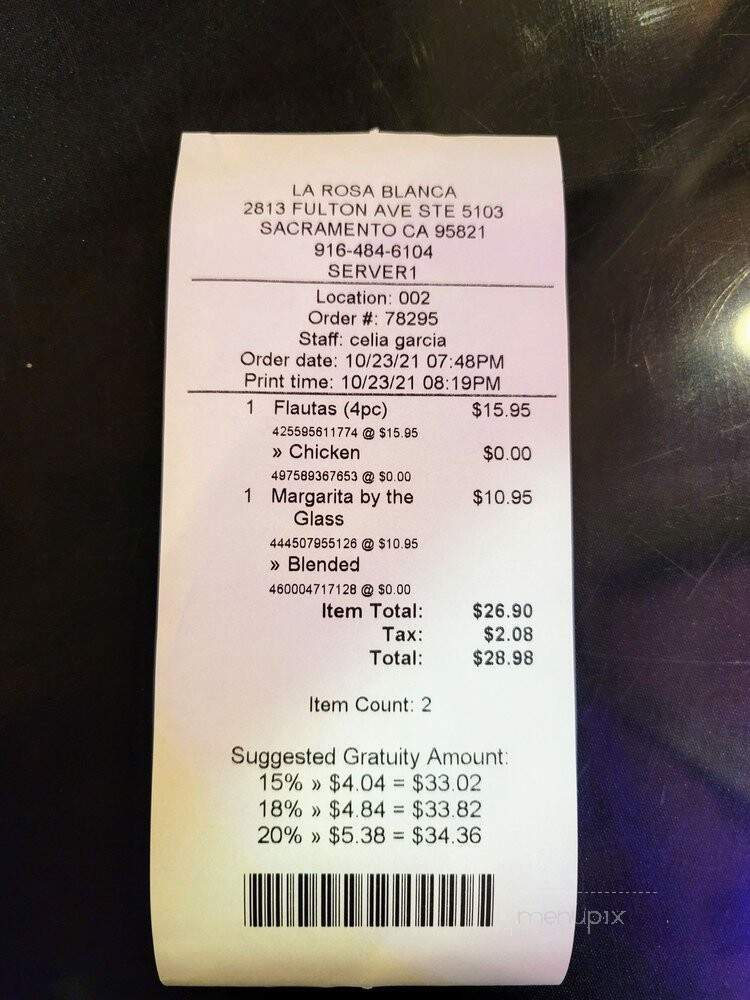 LA ROSA BLANCA
2813 FULTON AVE STE 5103
SACRAMENTO CA 95821
916-484-6104
SERVER1
Location: 002
Order #: 78295
Staff: celia garcia
Order date: 10/23/21 07:48PM
Print time: 10/23/21 08:19PM
1 Flautas (4pc) $15.95
425595611774 @ $15.95
» Chicken $0.00
497589367653 @ $0.00
1 Margarita by the $10.95
Glass
444507955126 @ $10.95
» Blended
460004717128 @ $0.00
Item Total: $26.90
Tax: $2.08
Total: $28.98
Item Count: 2
Suggested Gratuity Amount:
15% » $4.04 = $33.02
18% » $4.84 = $33.82
20% » $5.38 = $34.36
menupix